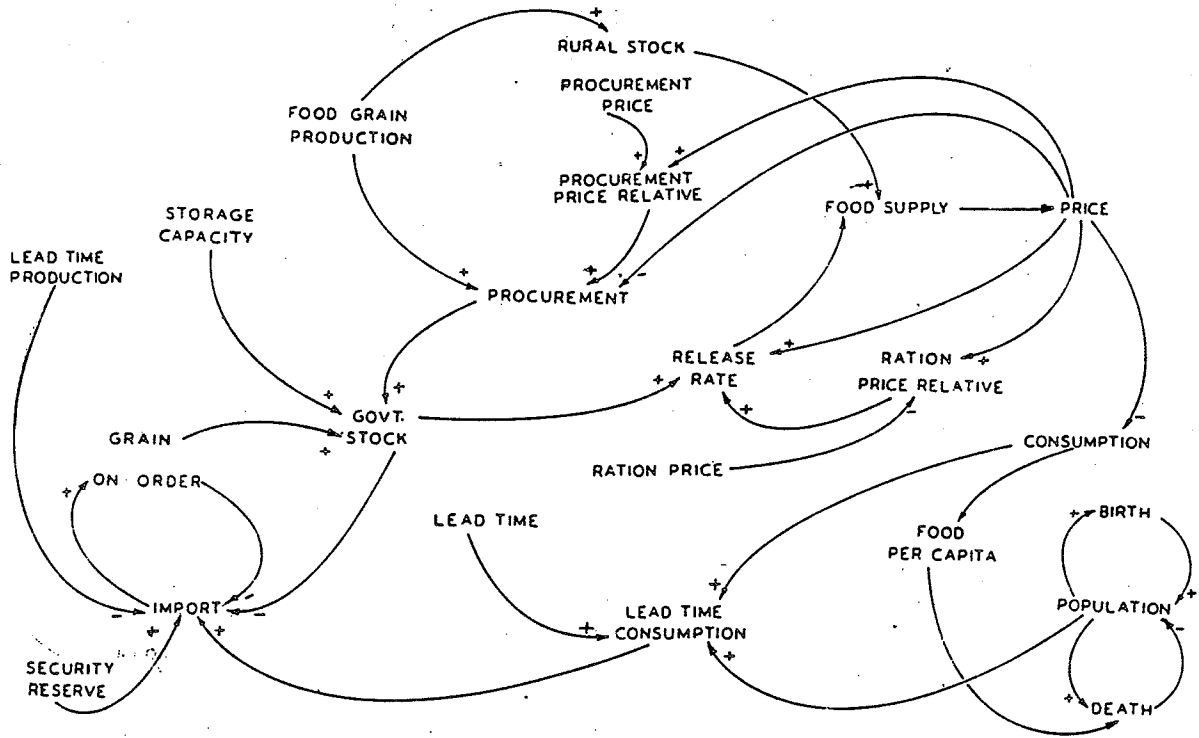 RURAL STOCK
PROCUREMENT
PRICE
FOOD GRAIN
PRODUCTION
PROCUREMENT
PRICE RELATIVE
STORAGE
CAPACITY
FOOD SUPPLY
PRICE
LEAD TIME
PRODUCTION
PROCUREMENT
RELEASE
RATE
RATION
PRICE RELATIVE
GOVT.
STOCK
GRAIN
CONSUMPTION
RATION PRICE
ON ORDER
LEAD TIME
FOOD
PER CAPITA
BIRTH
IMPORT
LEAD TIME
CONSUMPTION
POPULATION
SECURITY
RESERVE
DEATH